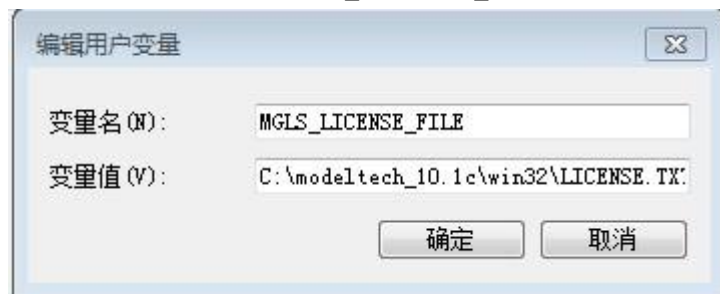 编辑用户变量
变量名(N):
MGLS_LICENSE_FILE
变量值(V):
C:\modeltech_10.1c\win32\LICENSE.TX
确定
取消